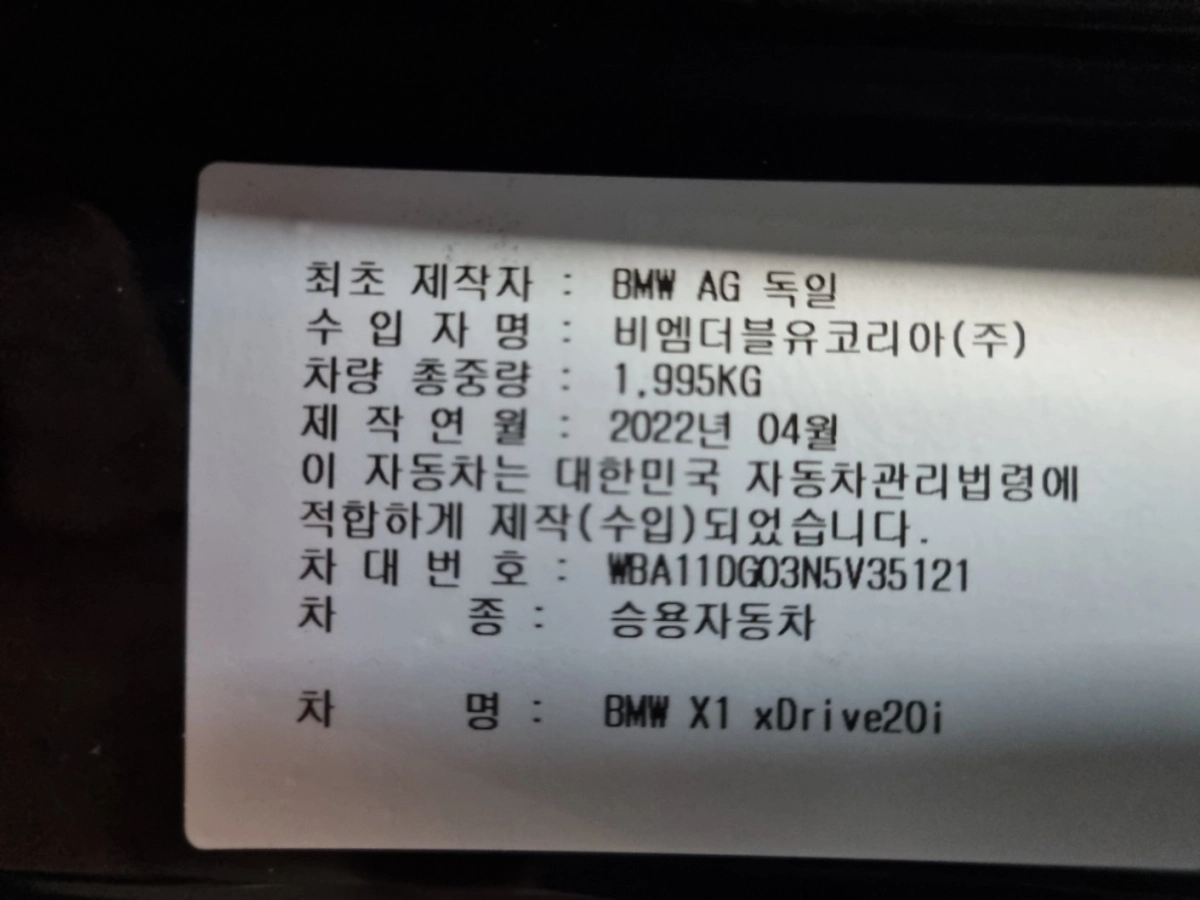 최초 제작자 : BMW AG 독일
수 입 자 명 : 비엠더블유코리아(주)
차량 총중량 : 1,995KG
제 작 연 월 : 2022년 04월
이 자동차는 대한민국 자동차관리법령에
적합하게 제작(수입)되었습니다.
차 대 번 호 : WBA11DG03N5V35121
차 종 : 승용자동차
차 명 : BMW X1 xDrive20i